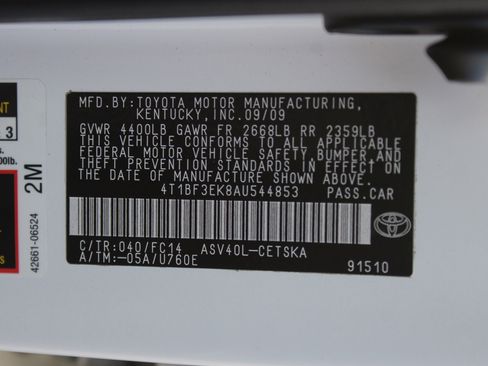 MFD.BY:TOYOTA MOTOR MANUFACTURING,
KENTUCKY,INC.09/09
GVWR 4400LB GAWR FR 2668LB RR 2359LB
THIS VEHICLE CONFORMS TO ALL APPLICABLE
FEDERAL MOTOR VEHICLE SAFETY, BUMPER, AND
THEFT PREVENTION STANDARDS IN EFFECT ON
THE DATE OF MANUFACTURE SHOWN ABOVE.
4T1BF3EK8AU544853 PASS.CAR
C/TR:040/FC14 ASV40L-CETSKA
A/TM:-05A/U760E
91510
TOYOTA
42661-06524
2M
3